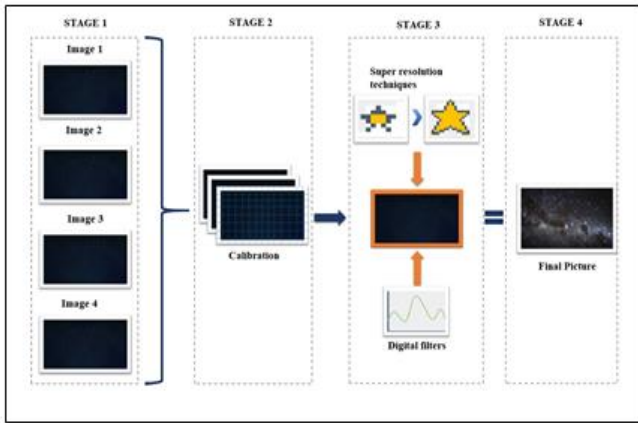 STAGE 1
STAGE 2
STAGE 3
STAGE 4
Image 1
Image 2
Image 3
Image 4
Calibration
Super resolution
techniques
Digital filters
Final Picture